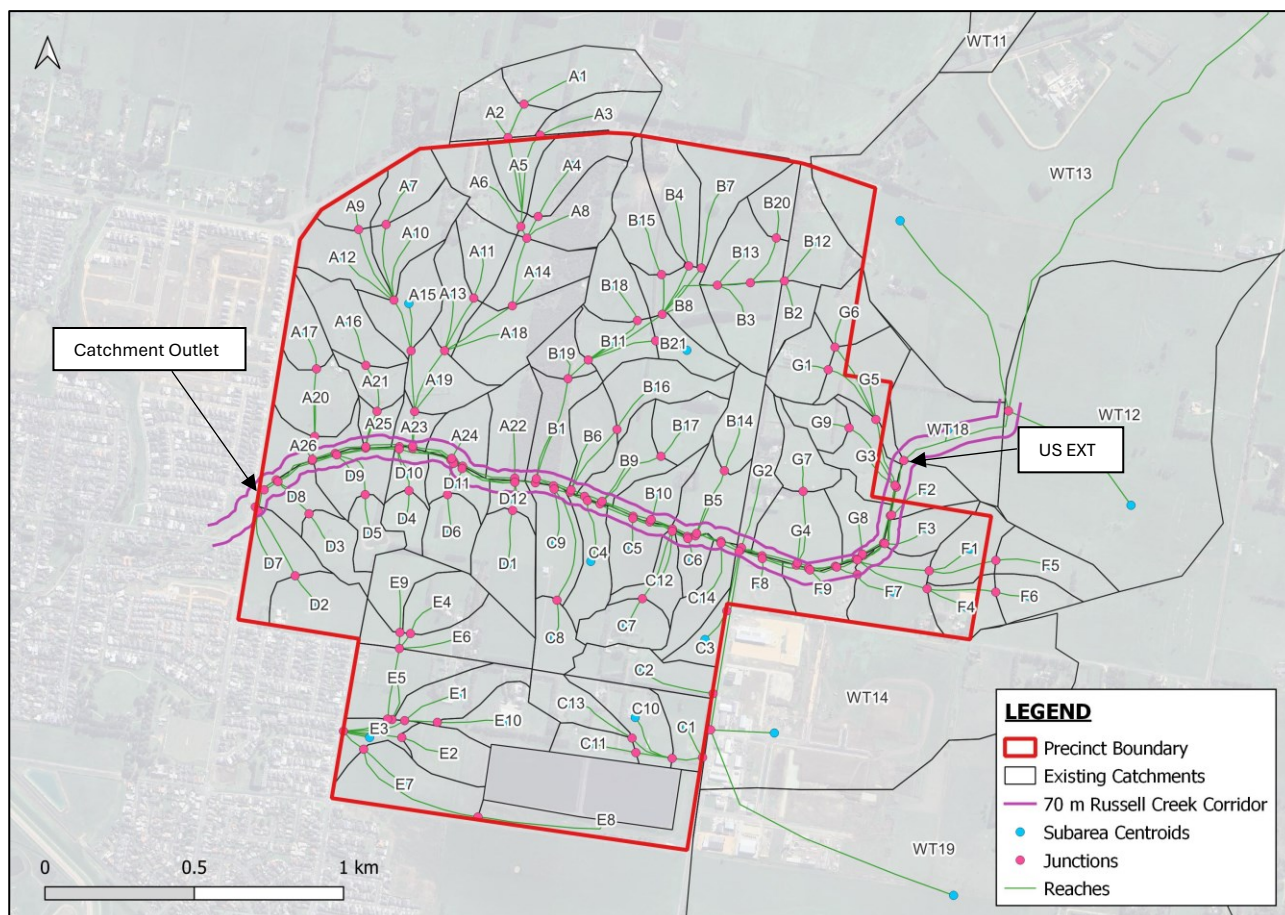 WT11
A1
A2
A3
WT13
A5
A4
A7
A6
B4
B7
A9
A8
B20
A10
B15
B12
A12
A11
B13
A14
A15
A13
B18
B8
B3
B2
G6
A17
A16
A18
B11
B21
Catchment Outlet
B19
G1
G5
A19
B16
A21
A20
G9
WT18
WT12
A25
A23
A22
B1
B6
B17
B14
US EXT
A26
A24
B9
G2
G7
G3
D9
D11
D8
D10
D12
B10
B5
F2
D3
D5
D4
D6
C9
C4
C5
C6
G4
G8
F3
D7
D1
C12
F8
F9
F1
F5
D2
E9
E4
C8
C7
C14
F7
F4
F6
E6
C3
C2
E5
E1
WT14
E3
E10
C13
C10
C1
E2
C11
E7
E8
WT19
LEGEND
Precinct Boundary
Existing Catchments
70 m Russell Creek Corridor
Subarea Centroids
Junctions
Reaches
0 0.5 1 km